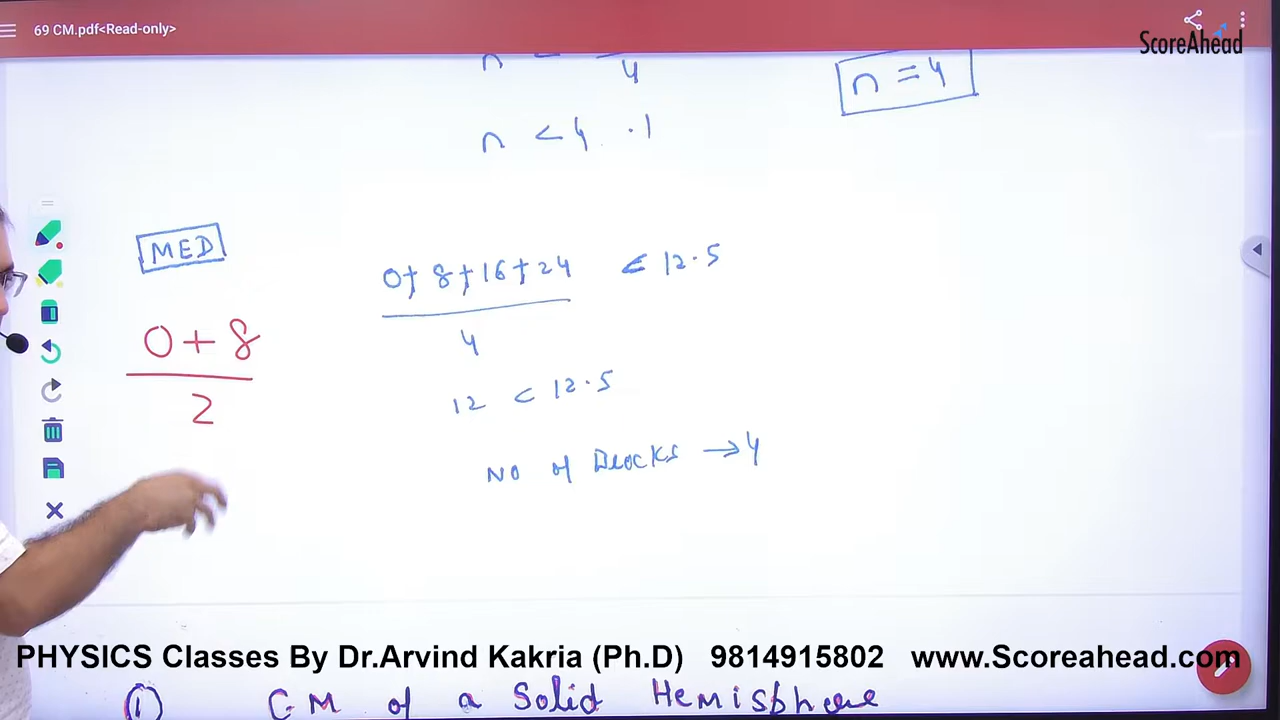 69 CM.pdf<Read-only>
ScoreAhead
4
n = 4
n < 4.1
MED
0+8+16+24 < 12.5
4
0+8
2
12 < 12.5
No of Blocks → 4
PHYSICS Classes By Dr.Arvind Kakria (Ph.D) 9814915802 www.Scoreahead.com
① CM of a Solid Hemisphere